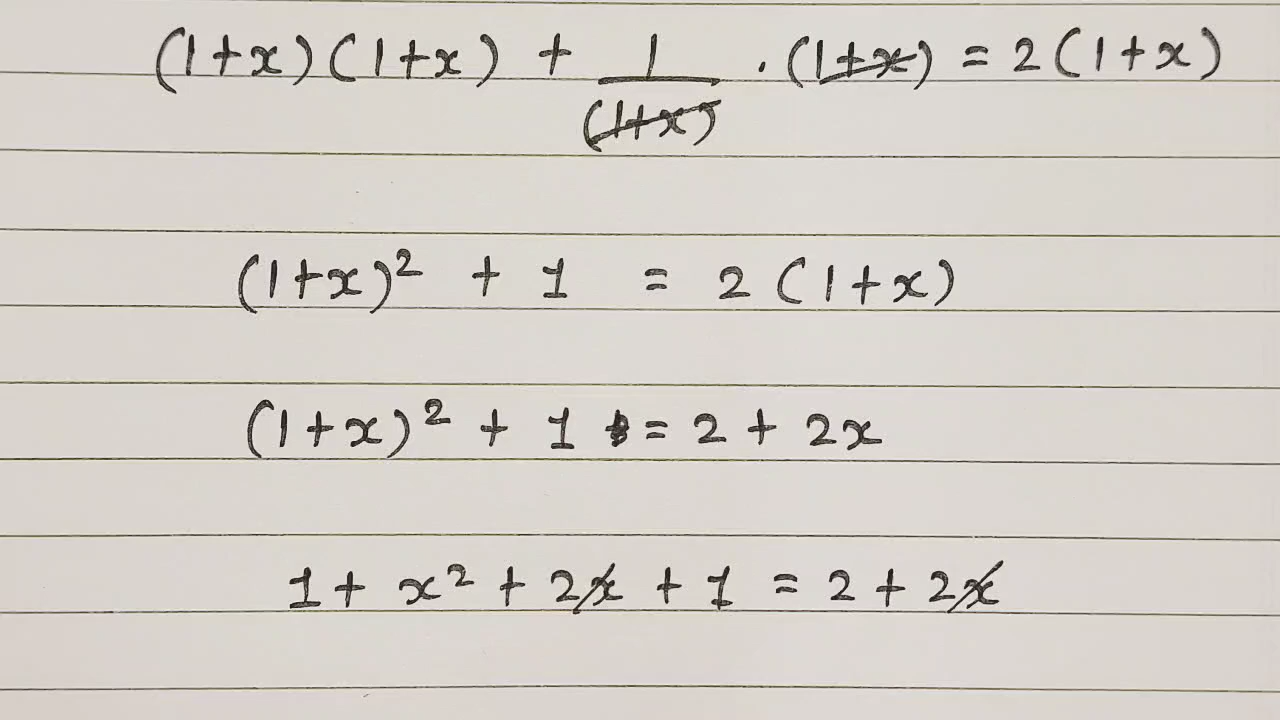 (1+x)(1+x) + 1/(1+x) · (1+x) = 2(1+x)
(1+x)² + 1 = 2(1+x)
(1+x)² + 1 = 2 + 2x
1 + x² + 2x + 1 = 2 + 2x